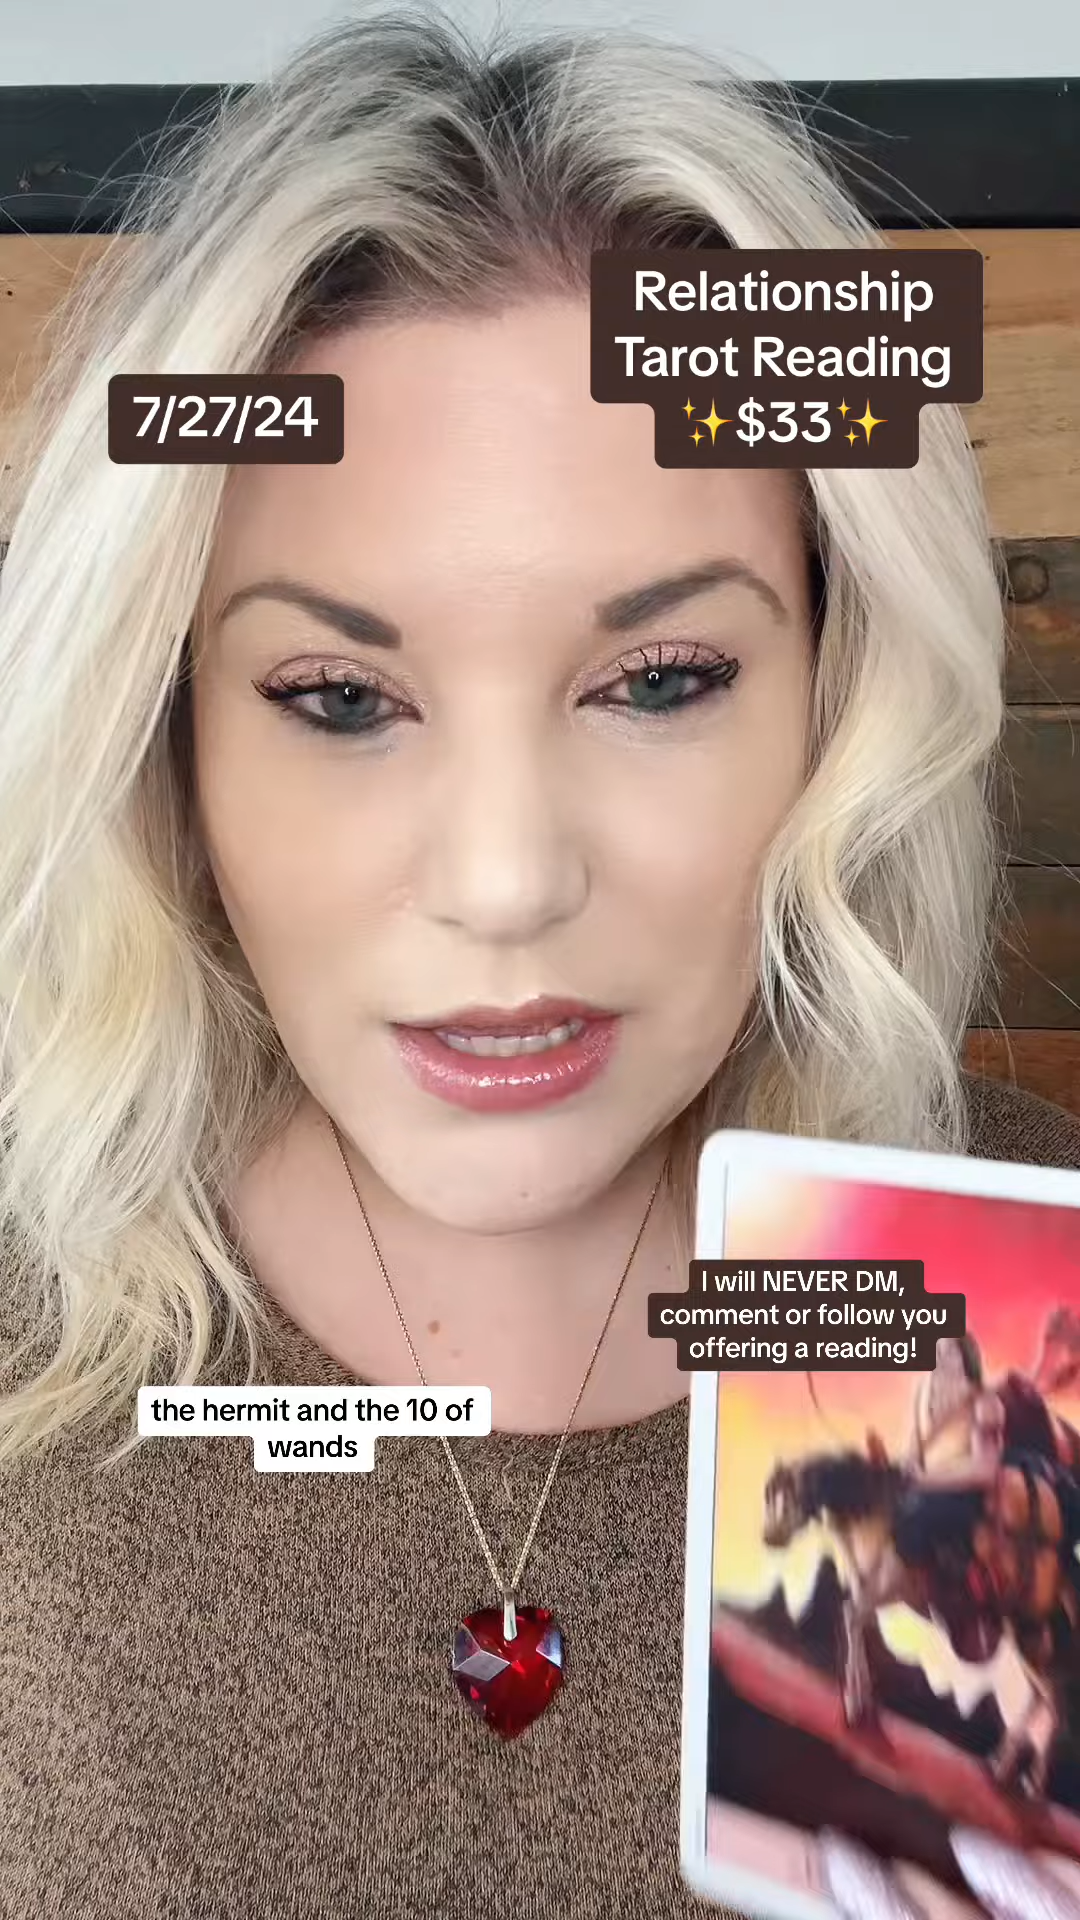 Relationship
Tarot Reading
✨$33✨
7/27/24
I will NEVER DM,
comment or follow you
offering a reading!
the hermit and the 10 of
wands